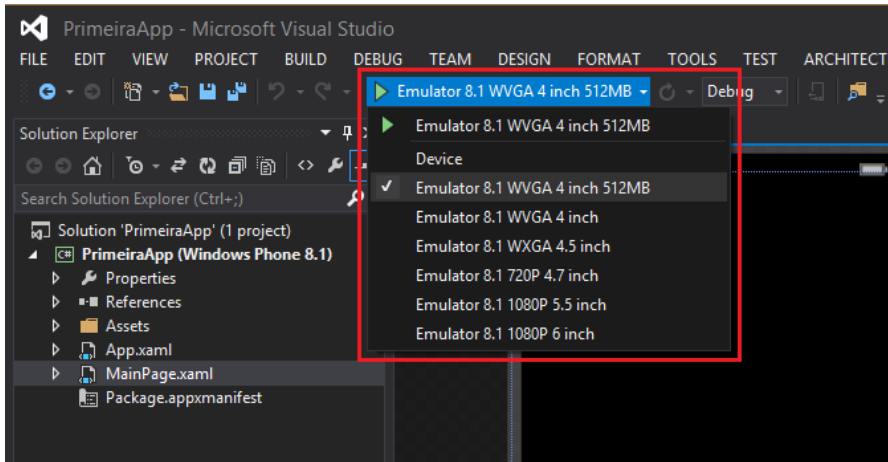 PrimeiraApp - Microsoft Visual Studio
FILE EDIT VIEW PROJECT BUILD DEBUG TEAM DESIGN FORMAT TOOLS TEST ARCHITECT
Emulator 8.1 WVGA 4 inch 512MB Debug
Solution Explorer
Search Solution Explorer (Ctrl+;)
Solution 'PrimeiraApp' (1 project)
C# PrimeiraApp (Windows Phone 8.1)
Properties
References
Assets
App.xaml
MainPage.xaml
Package.appxmanifest
Emulator 8.1 WVGA 4 inch 512MB
Device
Emulator 8.1 WVGA 4 inch 512MB
Emulator 8.1 WVGA 4 inch
Emulator 8.1 WXGA 4.5 inch
Emulator 8.1 720P 4.7 inch
Emulator 8.1 1080P 5.5 inch
Emulator 8.1 1080P 6 inch